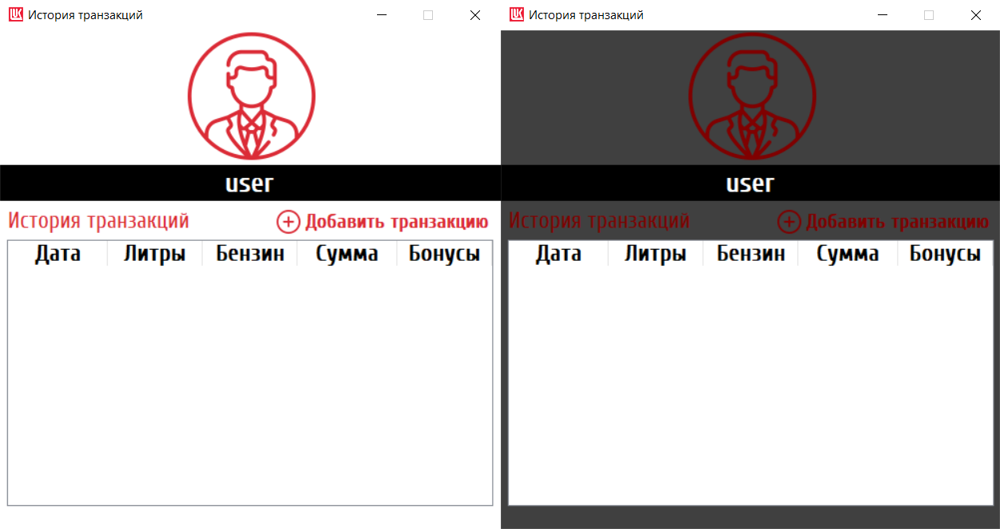 История транзакций
user
История транзакций Добавить транзакцию
Дата Литры Бензин Сумма Бонусы
История транзакций
user
История транзакций Добавить транзакцию
Дата Литры Бензин Сумма Бонусы